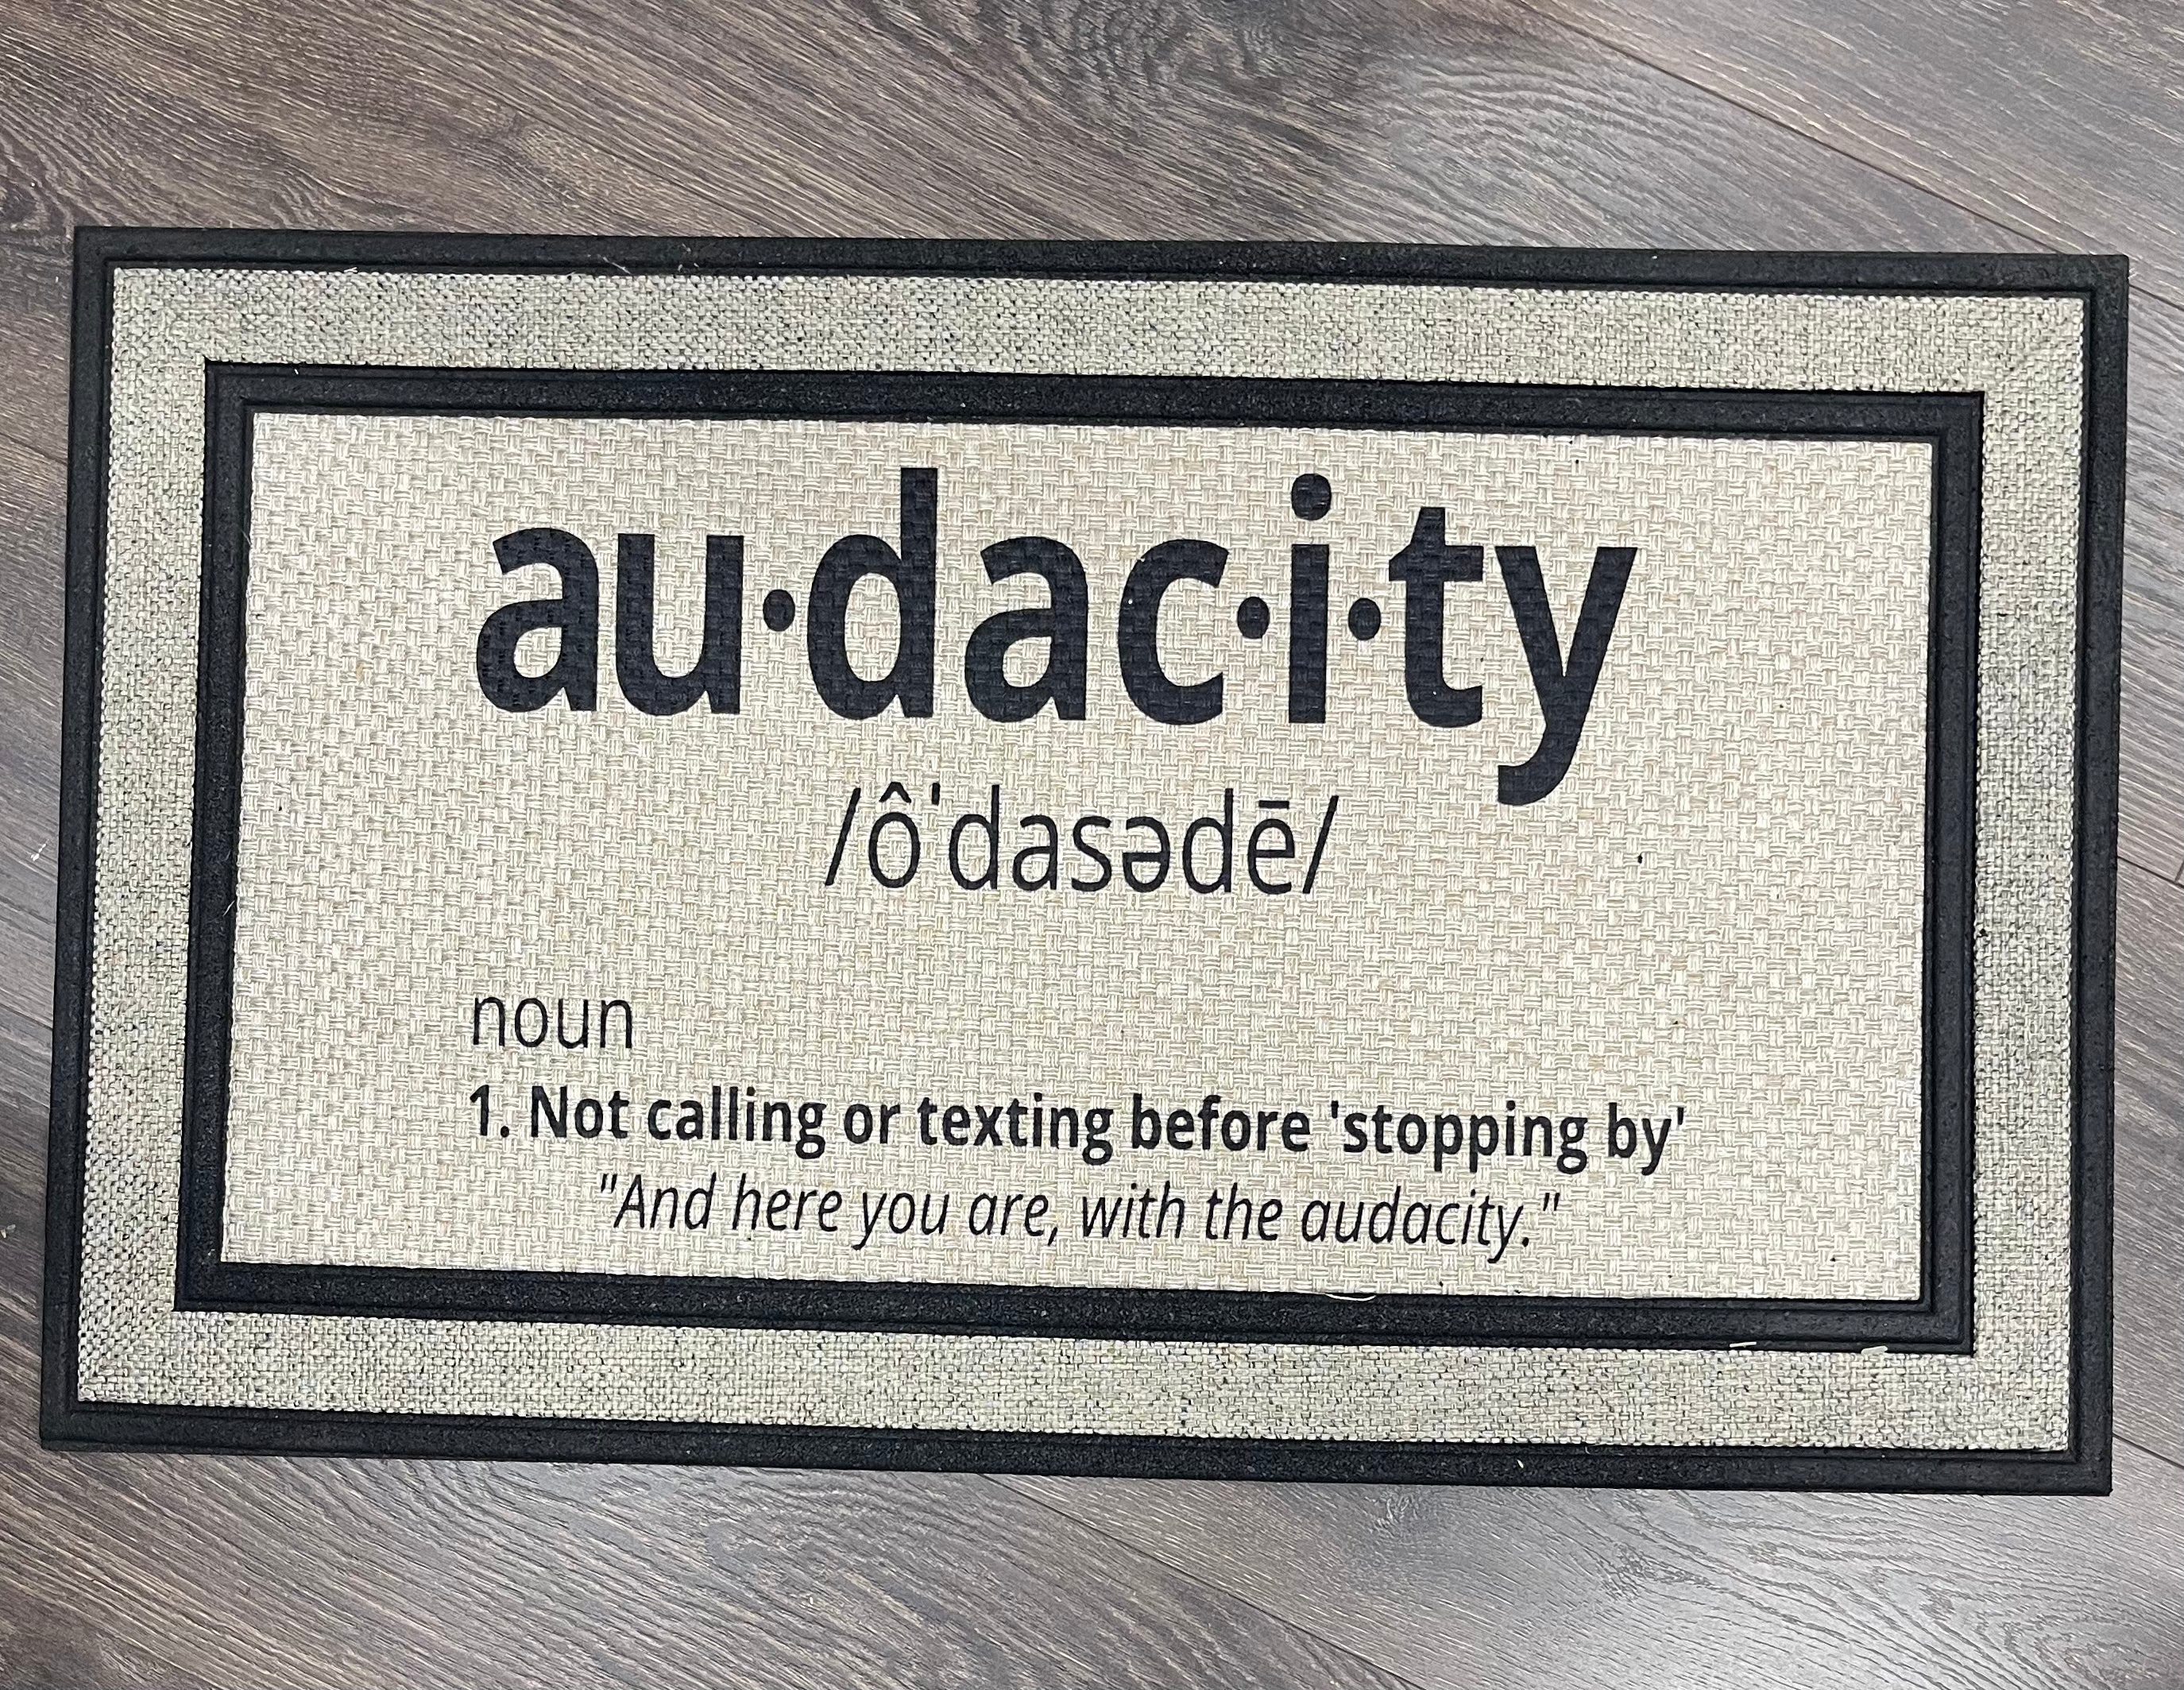 au·dac·i·ty
/ôˈdasədē/
noun
1. Not calling or texting before 'stopping by'
"And here you are, with the audacity."